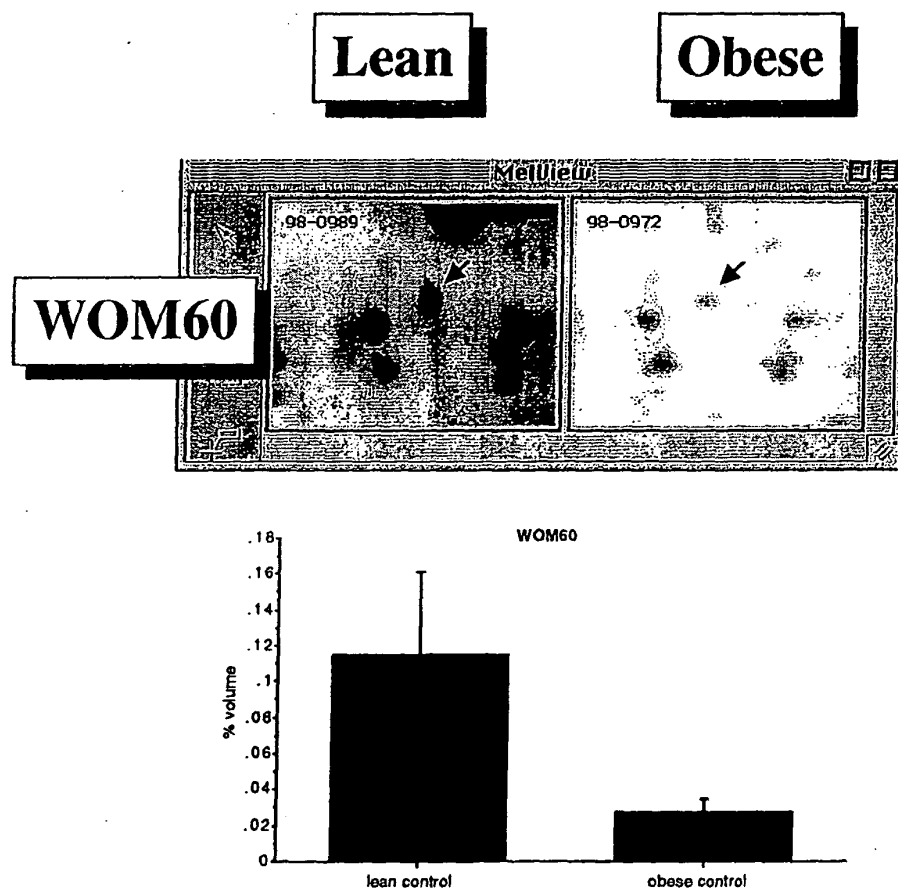 Lean Obese
MelView
98-0989 98-0972
WOM60
WOM60
.18
.16
.14
.12
.1
.08
.06
.04
.02
0
% volume
lean control obese control